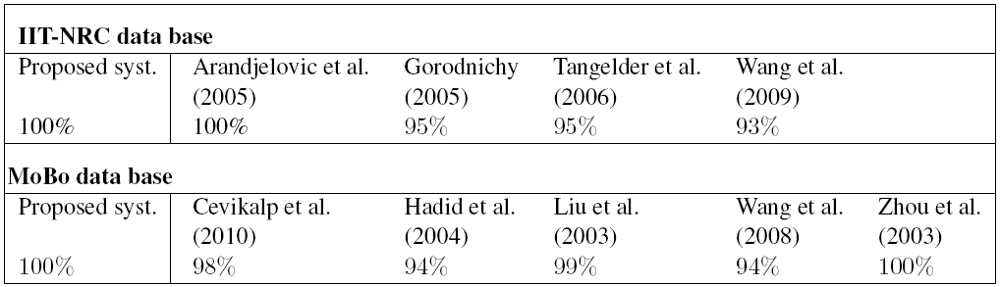 IIT-NRC data base
Proposed syst. Arandjelovic et al. Gorodnichy Tangelder et al. Wang et al.
(2005) (2005) (2006) (2009)
100% 100% 95% 95% 93%
MoBo data base
Proposed syst. Cevikalp et al. Hadid et al. Liu et al. Wang et al. Zhou et al.
(2010) (2004) (2003) (2008) (2003)
100% 98% 94% 99% 94% 100%